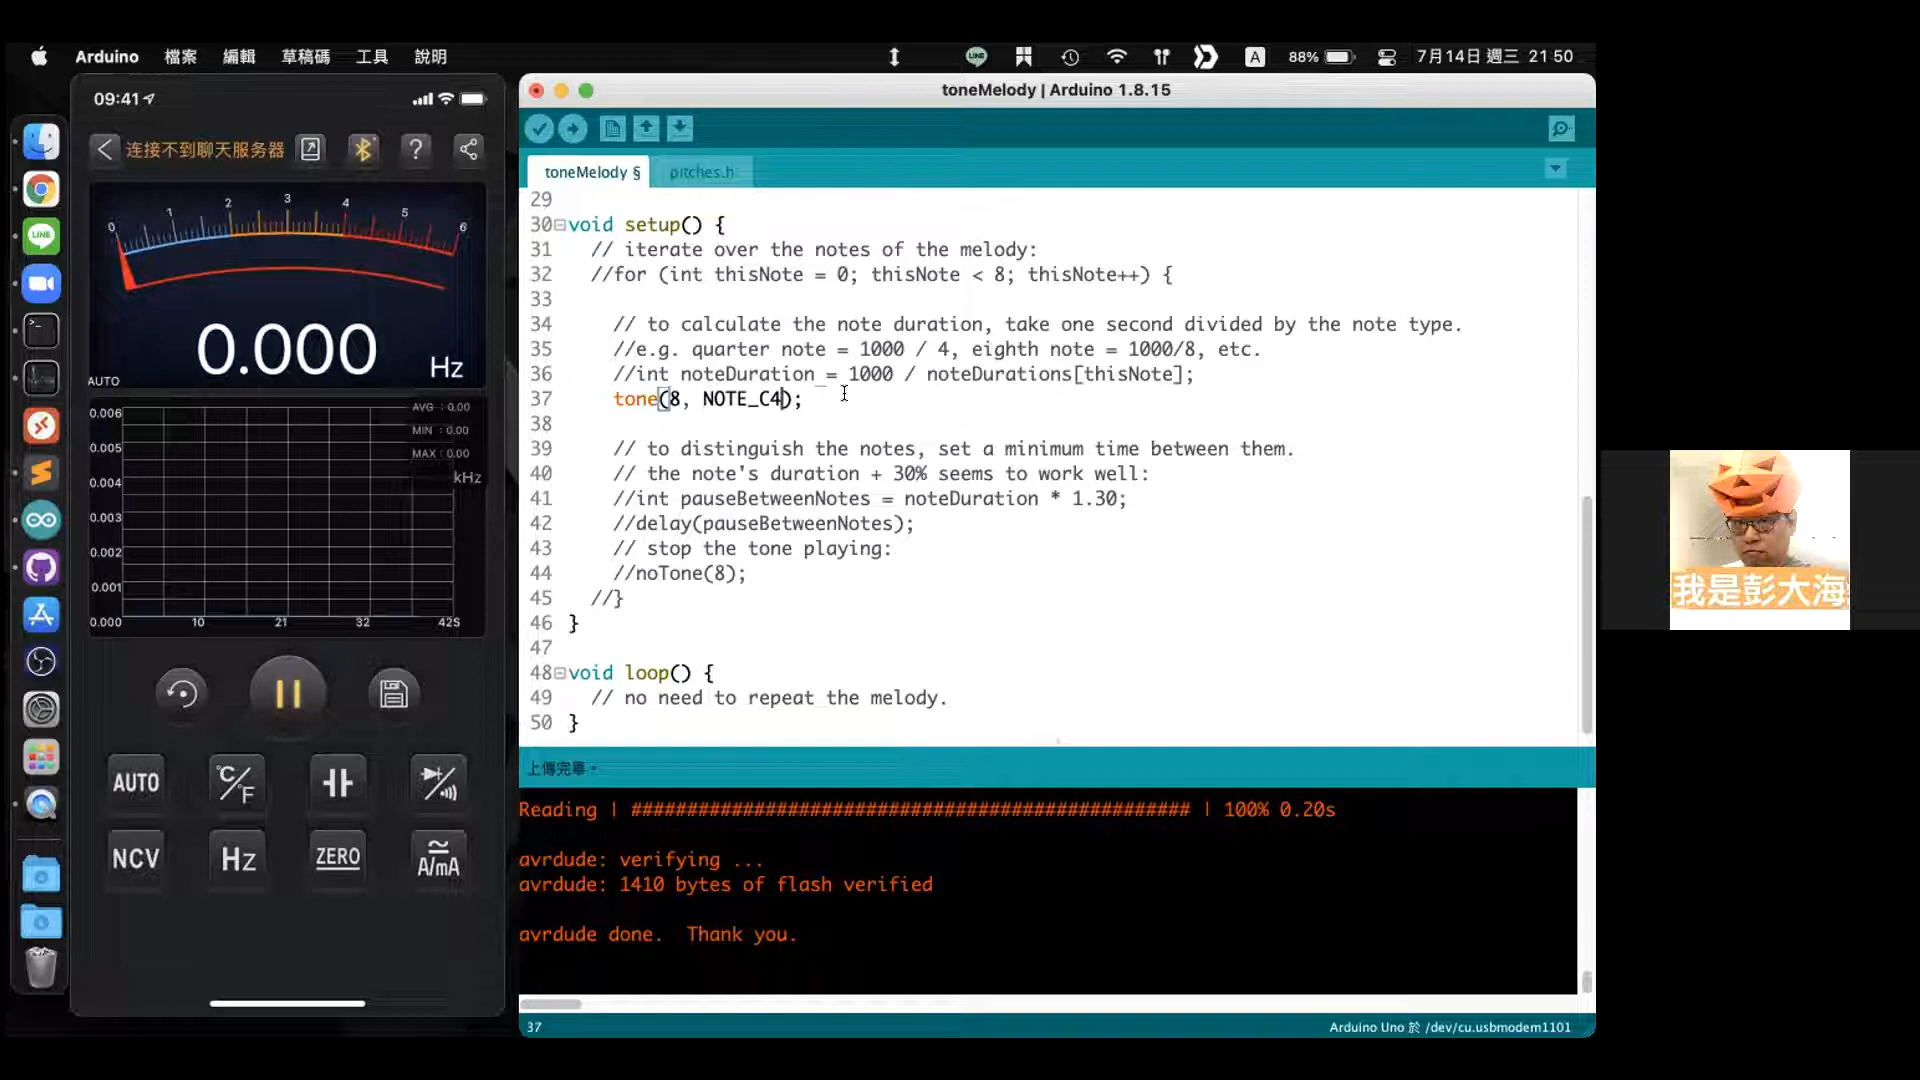 Arduino 檔案 編輯 草稿碼 工具 說明 LINE A 88% 7月14日 週三 21 50
09:41
连接不到聊天服务器 ?
0 1 2 3 4 5 6
0.000
Hz
AUTO
0.006
0.005
0.004
0.003
0.002
0.001
0.000
AVG : 0.00
MIN : 0.00
MAX : 0.00
kHz
10 21 32 42S
AUTO
℃/F
NCV
Hz
ZERO
A/mA
LINE
toneMelody | Arduino 1.8.15
toneMelody § pitches.h
29
30 void setup() {
31 // iterate over the notes of the melody:
32 //for (int thisNote = 0; thisNote < 8; thisNote++) {
33
34 // to calculate the note duration, take one second divided by the note type.
35 //e.g. quarter note = 1000 / 4, eighth note = 1000/8, etc.
36 //int noteDuration = 1000 / noteDurations[thisNote];
37 tone(8, NOTE_C4);
38
39 // to distinguish the notes, set a minimum time between them.
40 // the note's duration + 30% seems to work well:
41 //int pauseBetweenNotes = noteDuration * 1.30;
42 //delay(pauseBetweenNotes);
43 // stop the tone playing:
44 //noTone(8);
45 //}
46 }
47
48 void loop() {
49 // no need to repeat the melody.
50 }
上傳完畢。
Reading | ################################################## | 100% 0.20s
avrdude: verifying ...
avrdude: 1410 bytes of flash verified
avrdude done.  Thank you.
37
Arduino Uno 於 /dev/cu.usbmodem1101
我是彭大海